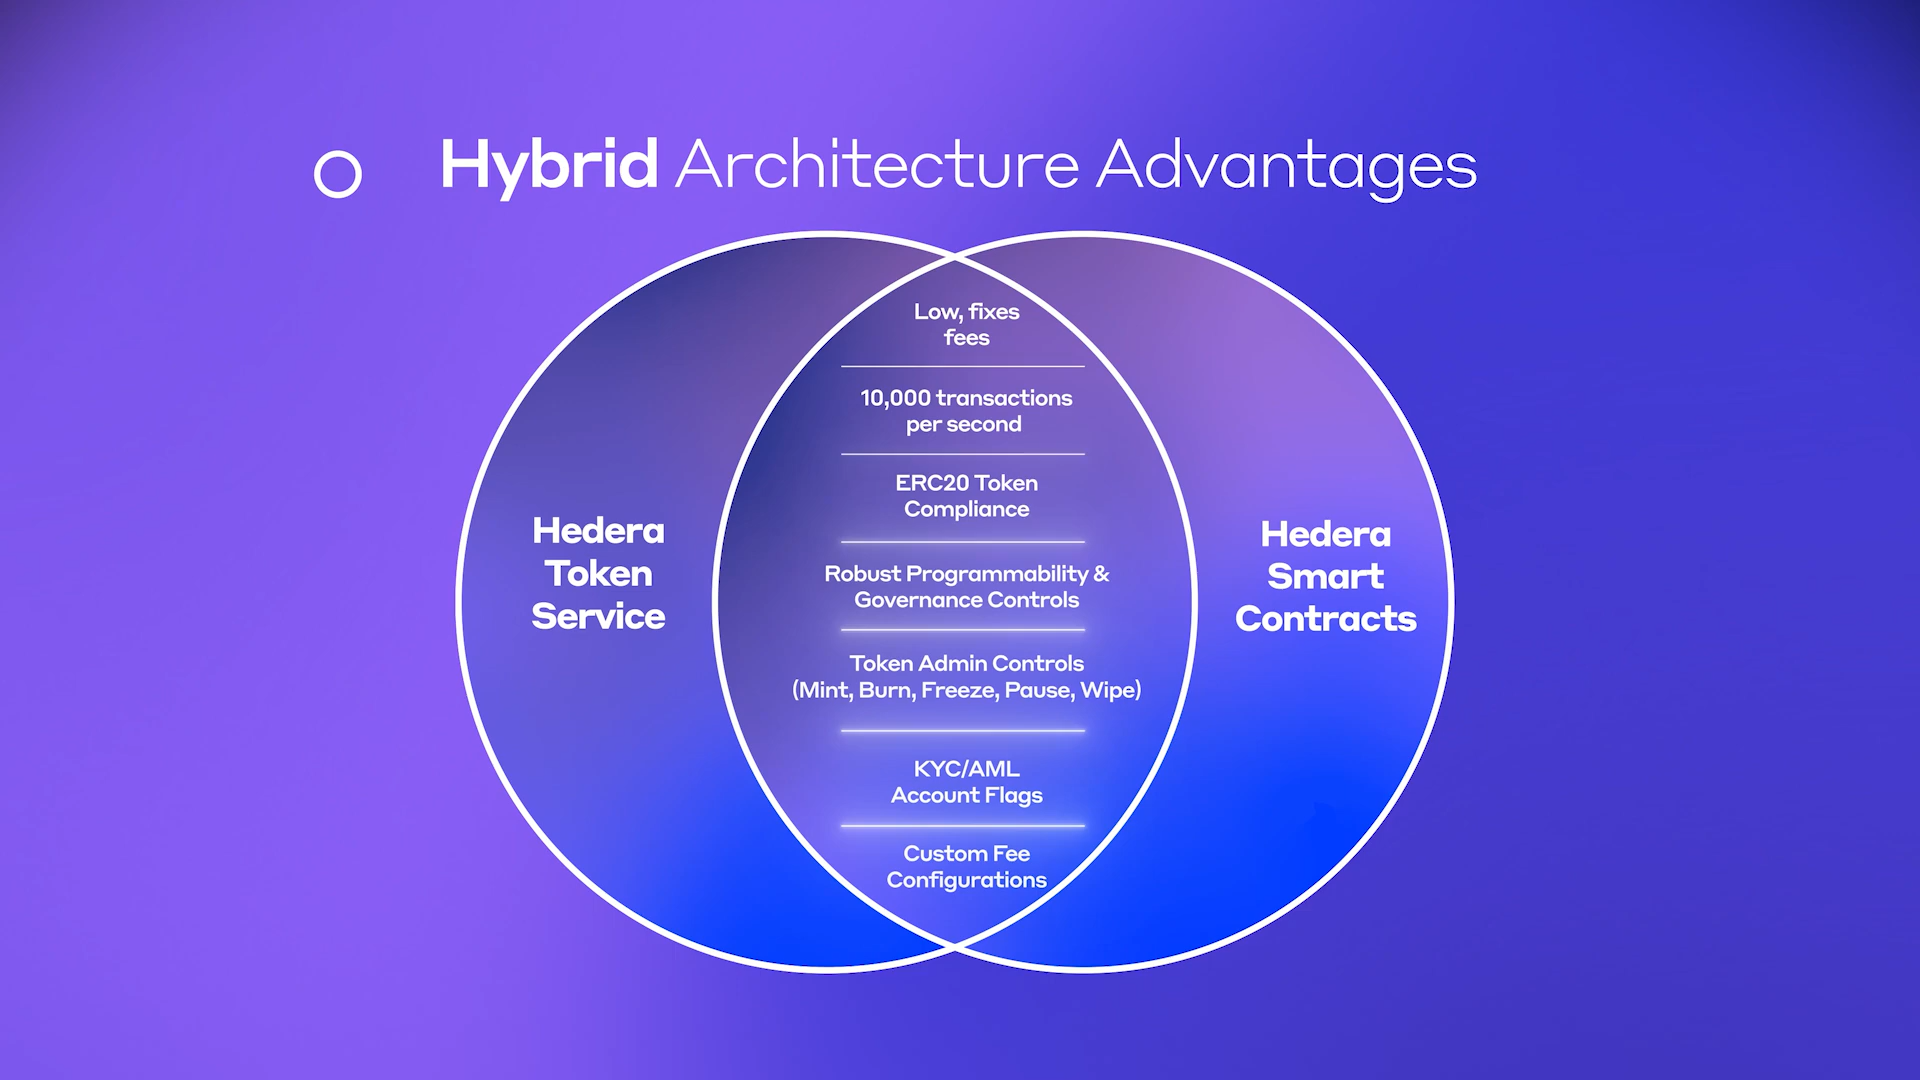 Hybrid Architecture Advantages
Low, fixes
fees
10,000 transactions
per second
ERC20 Token
Compliance
Robust Programmability &
Governance Controls
Token Admin Controls
(Mint, Burn, Freeze, Pause, Wipe)
KYC/AML
Account Flags
Custom Fee
Configurations
Hedera
Token
Service
Hedera
Smart
Contracts